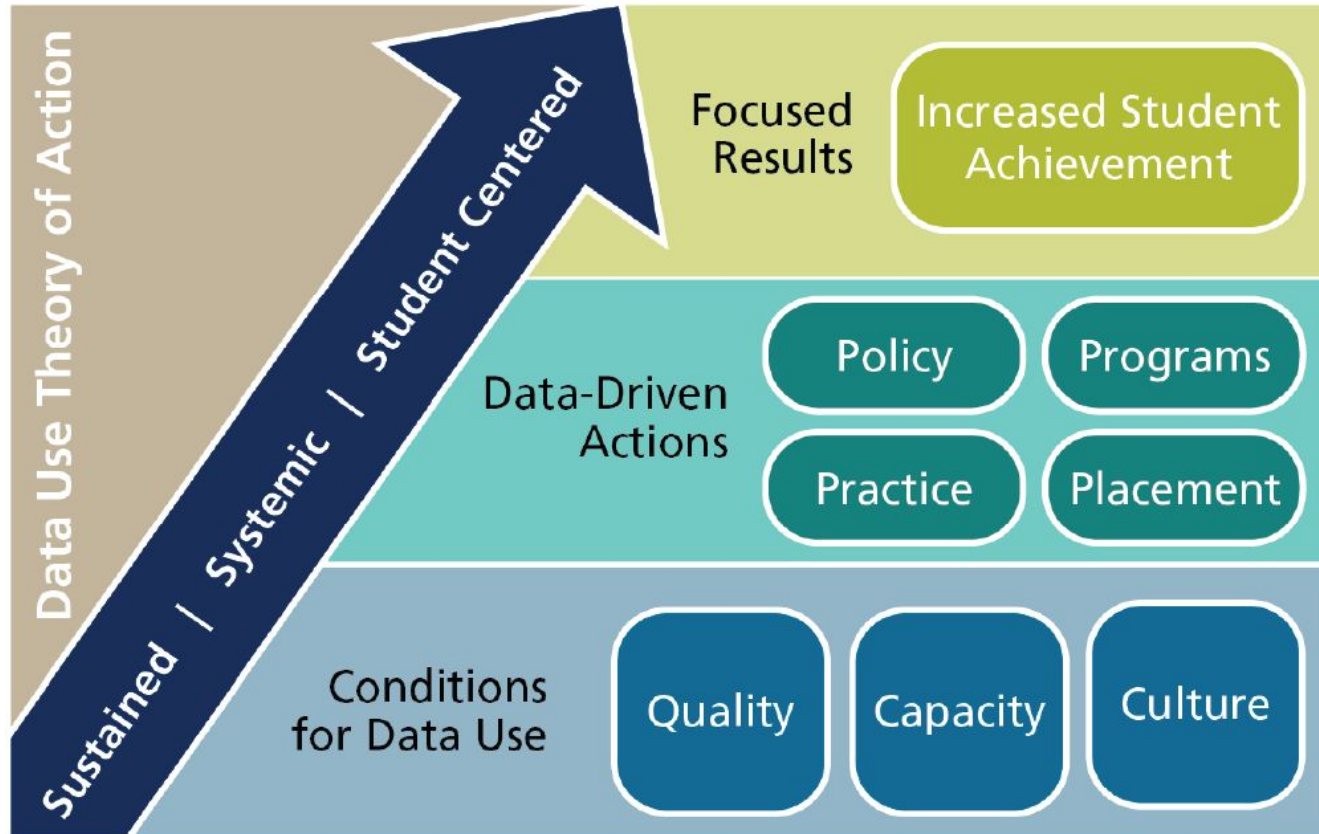 Data Use Theory of Action
Sustained | Systemic | Student Centered
Focused
Results
Increased Student
Achievement
Data-Driven
Actions
Policy
Programs
Practice
Placement
Conditions
for Data Use
Quality
Capacity
Culture